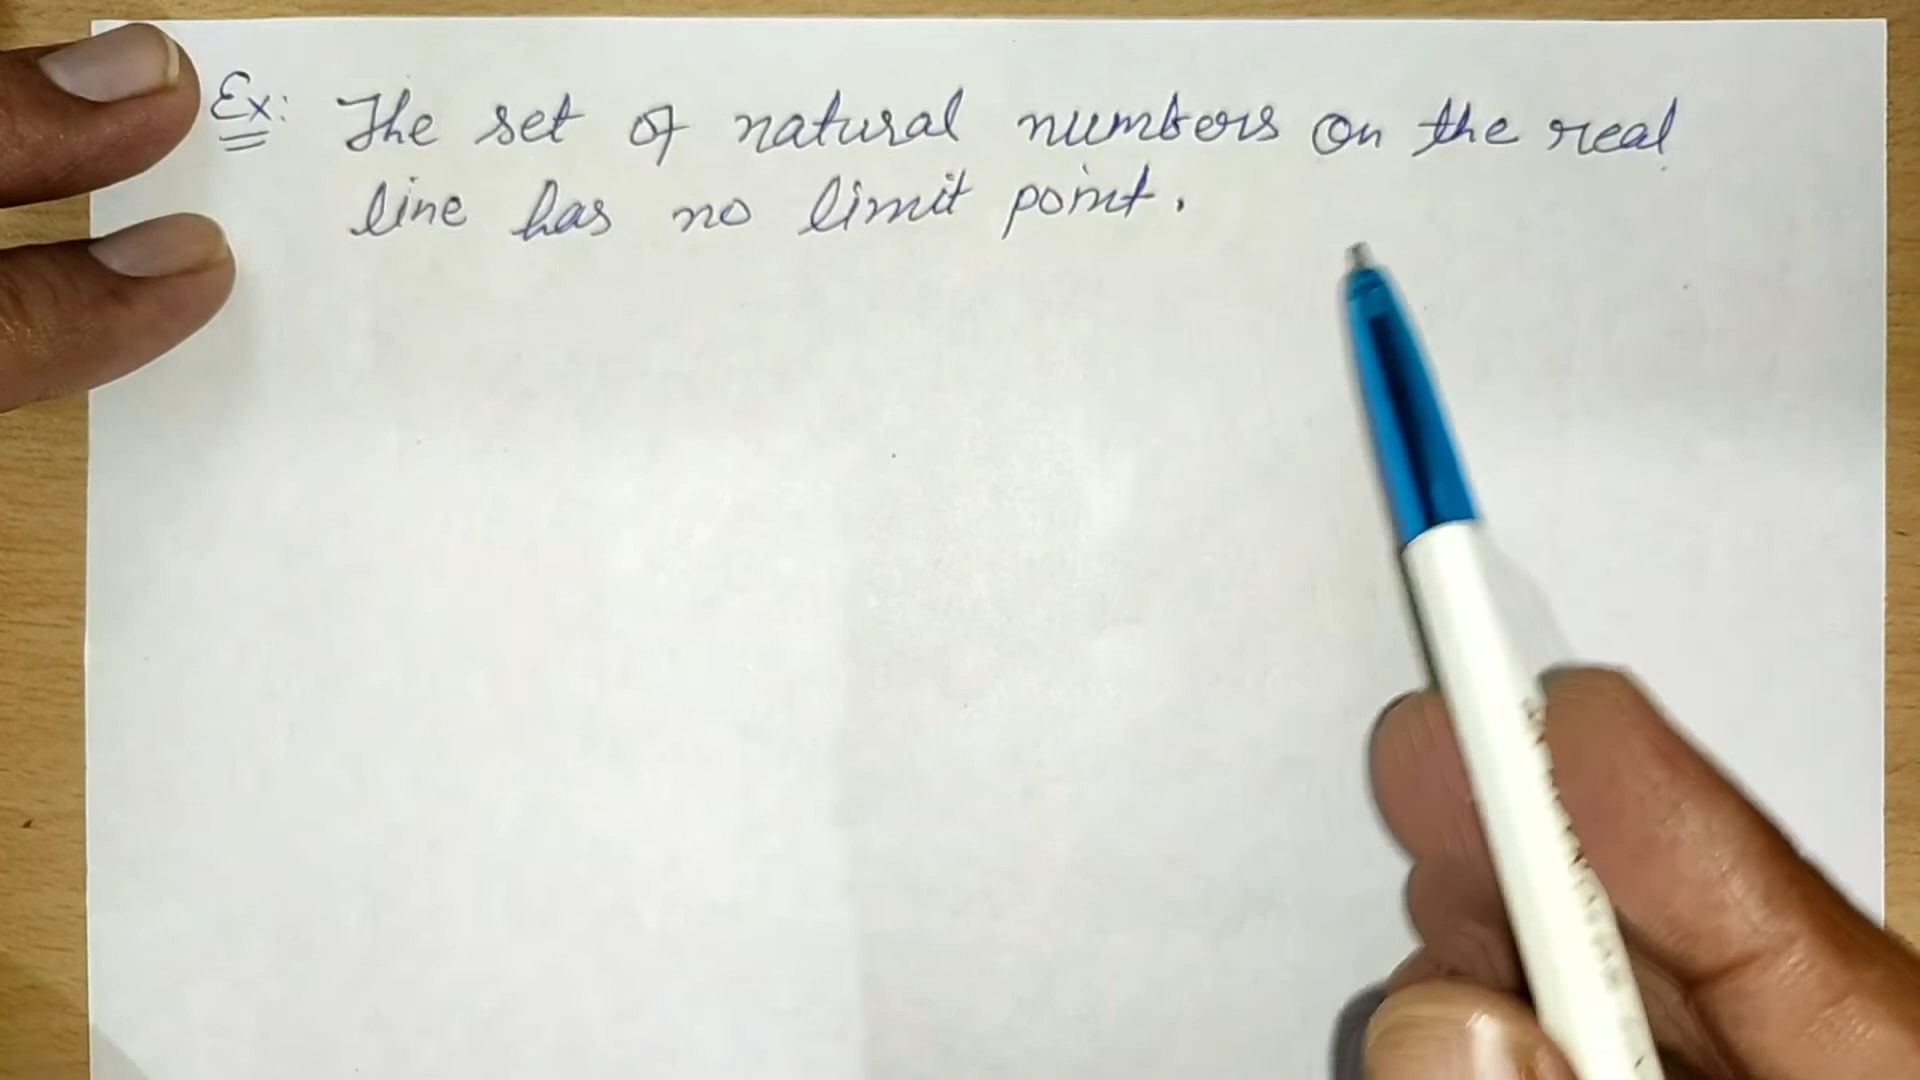 Ex: The set of natural numbers on the real
line has no limit point.